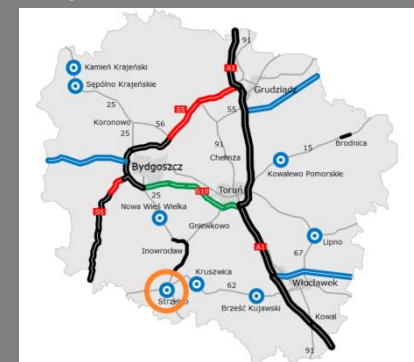 91
Kamień Krajeński
A1
Sępólno Krajeńskie
Grudziądz
25
S5
55
Koronowo
56
25
91
Brodnica
15
Chełmża
Bydgoszcz
Kowalewo Pomorskie
S10
Toruń
25
Nowa Wieś Wielka
S5
Gniewkowo
Lipno
A1
Inowrocław
67
Kruszwica
Włocławek
62
Strzelno
Brześć Kujawski
Kowal
91